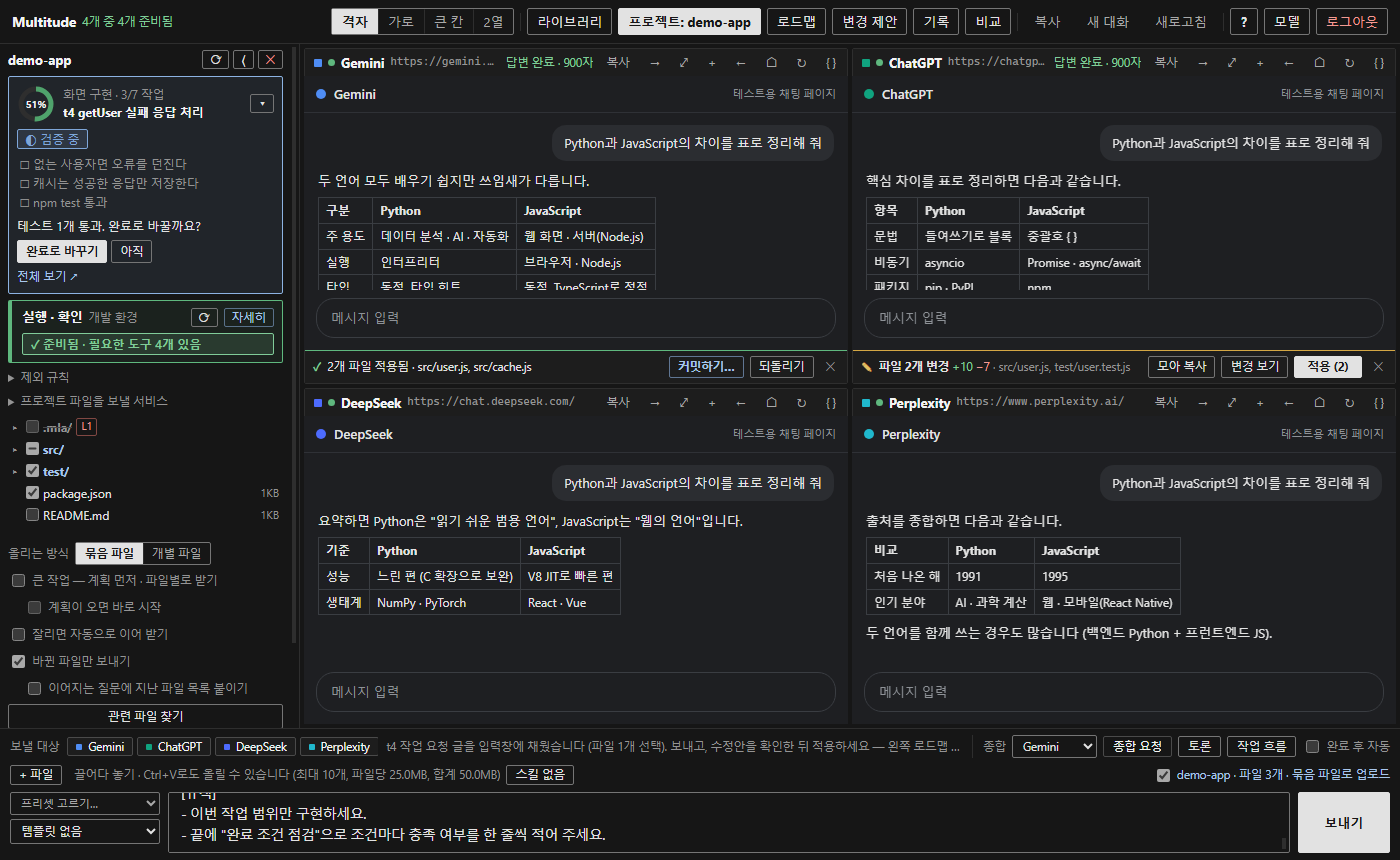 Multitude 4개 중 4개 준비됨
격자 가로 큰 칸 2열 라이브러리 프로젝트: demo-app 로드맵 변경 제안 기록 비교 복사 새 대화 새로고침 ? 모델 로그아웃
demo-app
51%
화면 구현 · 3/7 작업
t4 getUser 실패 응답 처리
검증 중
없는 사용자면 오류를 던진다
캐시는 성공한 응답만 저장한다
npm test 통과
테스트 1개 통과. 완료로 바꿀까요?
완료로 바꾸기 아직
전체 보기 ↗
실행 · 확인 개발 환경 자세히
✓ 준비됨 · 필요한 도구 4개 있음
제외 규칙
프로젝트 파일을 보낼 서비스
.mla/ L1
src/
test/
package.json 1KB
README.md 1KB
올리는 방식 묶음 파일 개별 파일
큰 작업 — 계획 먼저 · 파일별로 받기
계획이 오면 바로 시작
잘리면 자동으로 이어 받기
바뀐 파일만 보내기
이어지는 질문에 지난 파일 목록 붙이기
관련 파일 찾기
Gemini https://gemini.... 답변 완료 · 900자 복사 → ⤢ + ← ↻ { }
Gemini 테스트용 채팅 페이지
Python과 JavaScript의 차이를 표로 정리해 줘
두 언어 모두 배우기 쉽지만 쓰임새가 다릅니다.
구분 Python JavaScript
주 용도 데이터 분석 · AI · 자동화 웹 화면 · 서버(Node.js)
실행 인터프리터 브라우저 · Node.js
타입 동적, 타입 힌트 동적, TypeScript로 정적
메시지 입력
✓ 2개 파일 적용됨 · src/user.js, src/cache.js 커밋하기... 되돌리기 ×
ChatGPT https://chatgp... 답변 완료 · 900자 복사 → ⤢ + ← ↻ { }
ChatGPT 테스트용 채팅 페이지
Python과 JavaScript의 차이를 표로 정리해 줘
핵심 차이를 표로 정리하면 다음과 같습니다.
항목 Python JavaScript
문법 들여쓰기로 블록 중괄호 { }
비동기 asyncio Promise · async/await
패키지 pip · PyPI npm
메시지 입력
파일 2개 변경 +10 −7 · src/user.js, test/user.test.js 모아 복사 변경 보기 적용 (2) ×
DeepSeek https://chat.deepseek.com/ 복사 → ⤢ + ← ↻ { }
DeepSeek 테스트용 채팅 페이지
Python과 JavaScript의 차이를 표로 정리해 줘
요약하면 Python은 "읽기 쉬운 범용 언어", JavaScript는 "웹의 언어"입니다.
기준 Python JavaScript
성능 느린 편 (C 확장으로 보완) V8 JIT로 빠른 편
생태계 NumPy · PyTorch React · Vue
메시지 입력
Perplexity https://www.perplexity.ai/ 복사 → ⤢ + ← ↻ { }
Perplexity 테스트용 채팅 페이지
Python과 JavaScript의 차이를 표로 정리해 줘
출처를 종합하면 다음과 같습니다.
비교 Python JavaScript
처음 나온 해 1991 1995
인기 분야 AI · 과학 계산 웹 · 모바일(React Native)
두 언어를 함께 쓰는 경우도 많습니다 (백엔드 Python + 프런트엔드 JS).
메시지 입력
보낼 대상 Gemini ChatGPT DeepSeek Perplexity t4 작업 요청 글을 입력창에 채웠습니다 (파일 1개 선택). 보내고, 수정안을 확인한 뒤 적용하세요 — 왼쪽 로드맵 ... 종합 Gemini 종합 요청 토론 작업 흐름 완료 후 자동
+ 파일 끌어다 놓기 · Ctrl+V로도 올릴 수 있습니다 (최대 10개, 파일당 25.0MB, 합계 50.0MB) 스킬 없음 demo-app · 파일 3개 · 묶음 파일로 업로드
프리셋 고르기...
템플릿 없음
- 이번 작업 범위만 구현하세요.
- 끝에 "완료 조건 점검"으로 조건마다 충족 여부를 한 줄씩 적어 주세요.
보내기